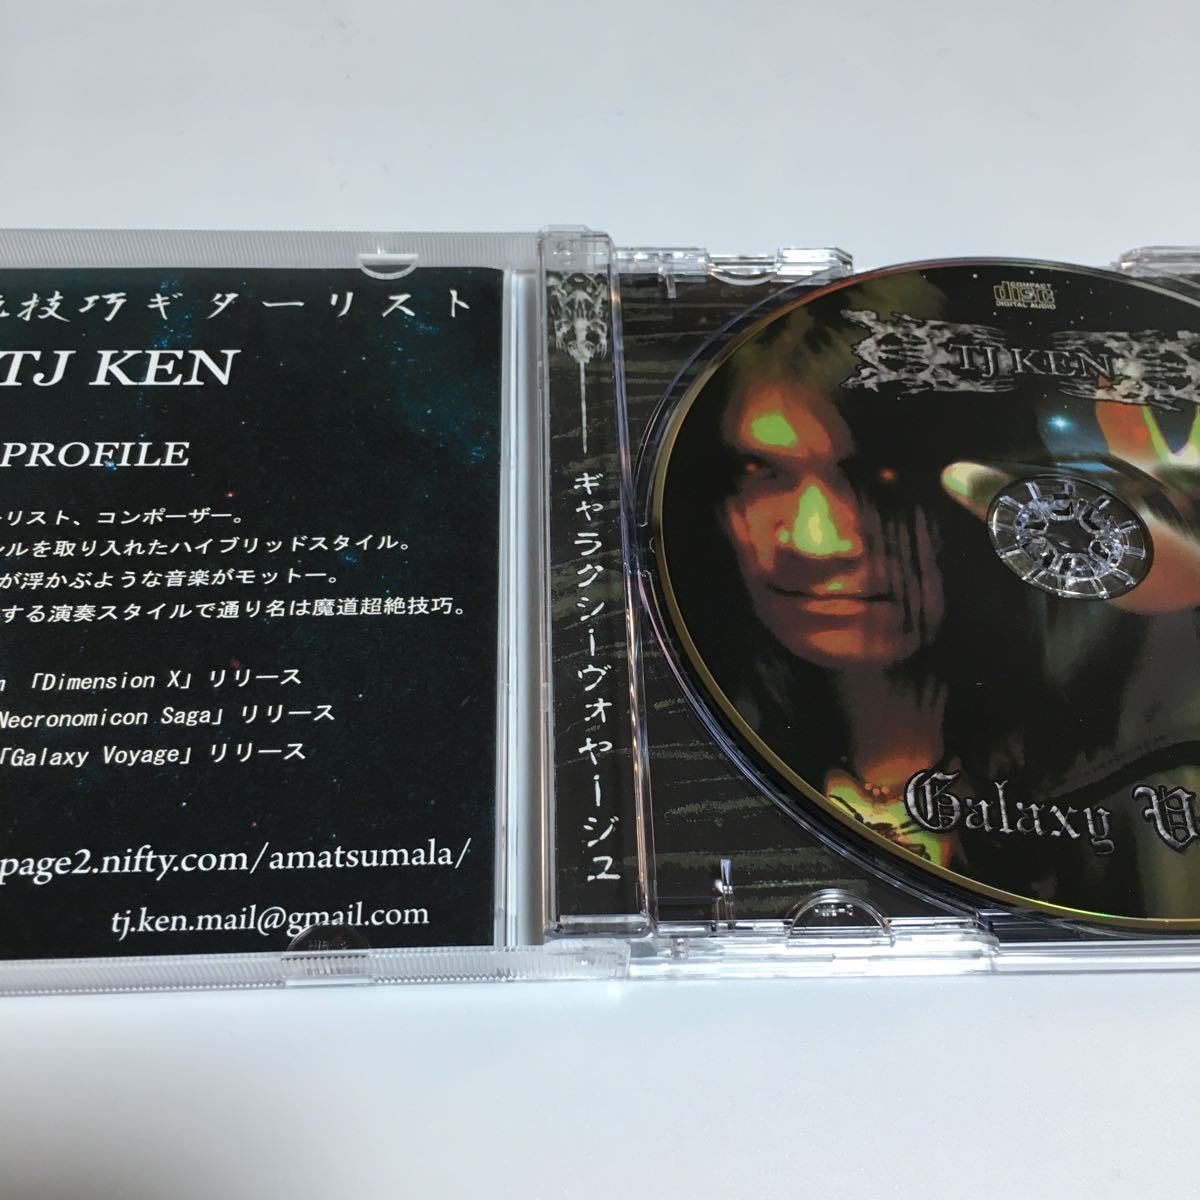 技巧ギターリスト
TJ KEN
PROFILE
ーリスト、コンポーザー。
ルを取り入れたハイブリッドスタイル。
が浮かぶような音楽がモットー。
する演奏スタイルで通り名は魔道超絶技巧。
「Dimension X」リリース
Necronomicon Saga」リリース
「Galaxy Voyage」リリース
page2.nifty.com/amatsumala/
tj.ken.mail@gmail.com
ギャラクシーヴォヤージュ
COMPACT
disc
DIGITAL AUDIO
TJ KEN
Galaxy V